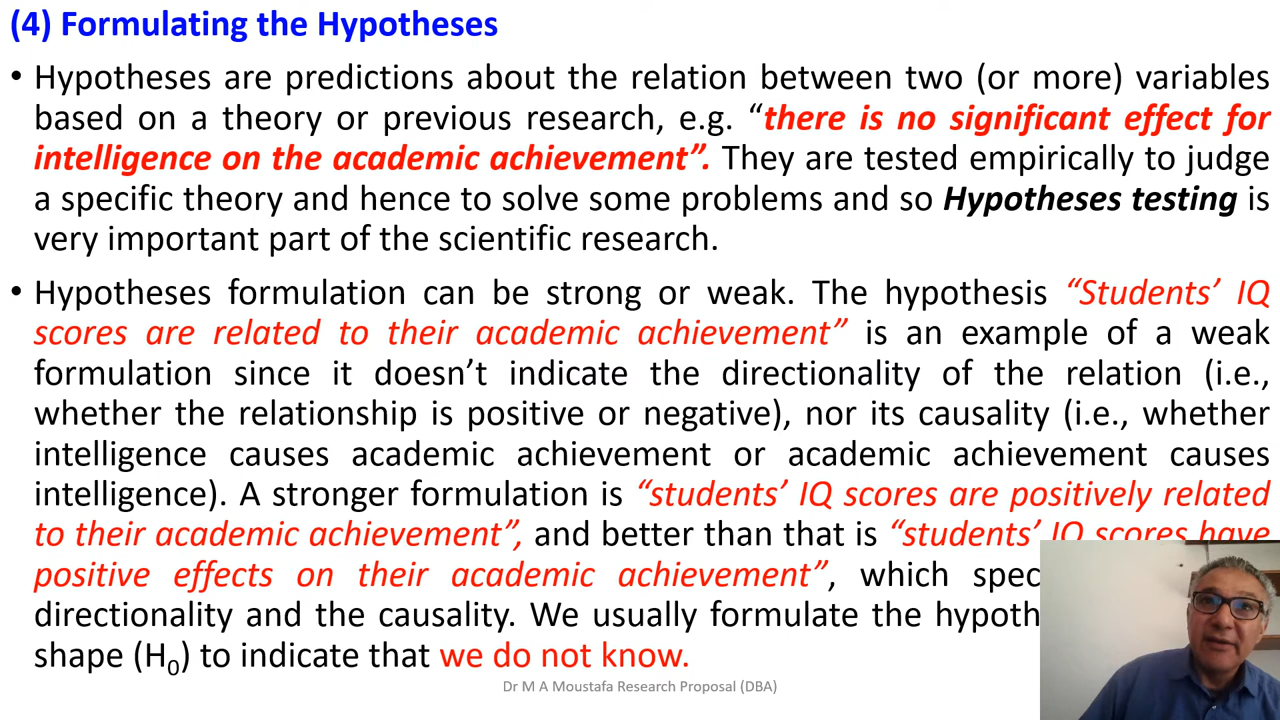 (4) Formulating the Hypotheses
• Hypotheses are predictions about the relation between two (or more) variables
based on a theory or previous research, e.g. “there is no significant effect for
intelligence on the academic achievement”. They are tested empirically to judge
a specific theory and hence to solve some problems and so Hypotheses testing is
very important part of the scientific research.
• Hypotheses formulation can be strong or weak. The hypothesis “Students’ IQ
scores are related to their academic achievement” is an example of a weak
formulation since it doesn’t indicate the directionality of the relation (i.e.,
whether the relationship is positive or negative), nor its causality (i.e., whether
intelligence causes academic achievement or academic achievement causes
intelligence). A stronger formulation is “students’ IQ scores are positively related
to their academic achievement”, and better than that is “students’ IQ scores have
positive effects on their academic achievement”, which spec
directionality and the causality. We usually formulate the hypoth
shape (H₀) to indicate that we do not know.
Dr M A Moustafa Research Proposal (DBA)